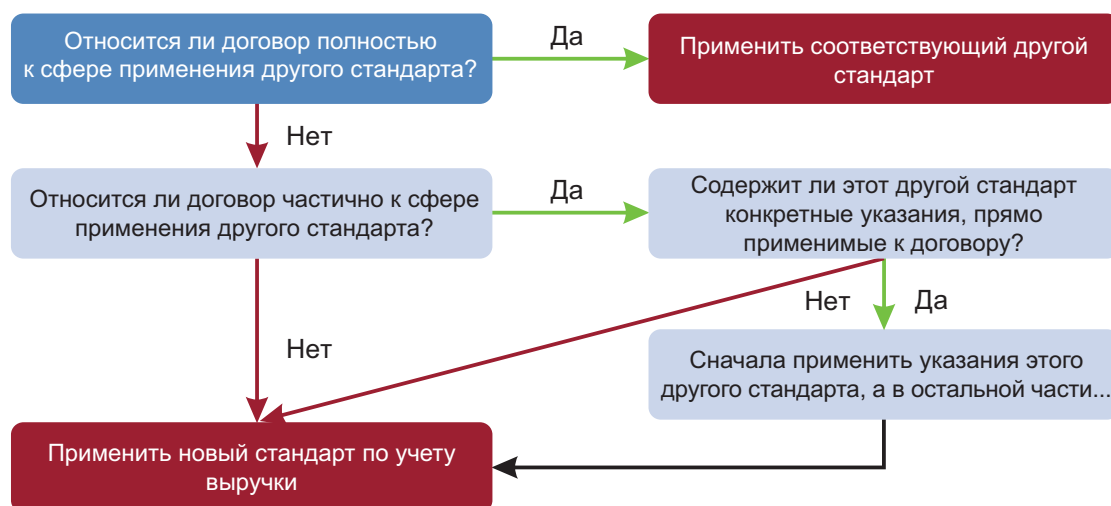 Относится ли договор полностью
к сфере применения другого стандарта?
Да
Применить соответствующий другой
стандарт
Нет
Относится ли договор частично к сфере
применения другого стандарта?
Да
Содержит ли этот другой стандарт
конкретные указания, прямо
применимые к договору?
Нет
Да
Нет
Сначала применить указания этого
другого стандарта, а в остальной части...
Применить новый стандарт по учету
выручки